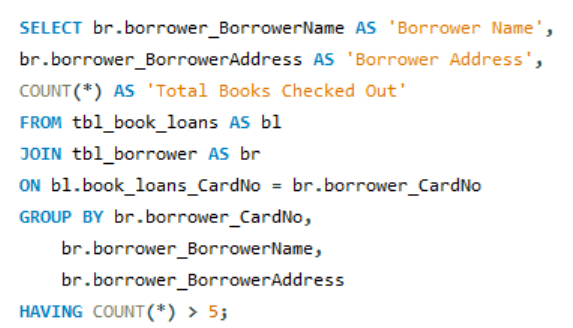 SELECT br.borrower_BorrowerName AS 'Borrower Name',
br.borrower_BorrowerAddress AS 'Borrower Address',
COUNT(*) AS 'Total Books Checked Out'
FROM tbl_book_loans AS bl
JOIN tbl_borrower AS br
ON bl.book_loans_CardNo = br.borrower_CardNo
GROUP BY br.borrower_CardNo,
    br.borrower_BorrowerName,
    br.borrower_BorrowerAddress
HAVING COUNT(*) > 5;